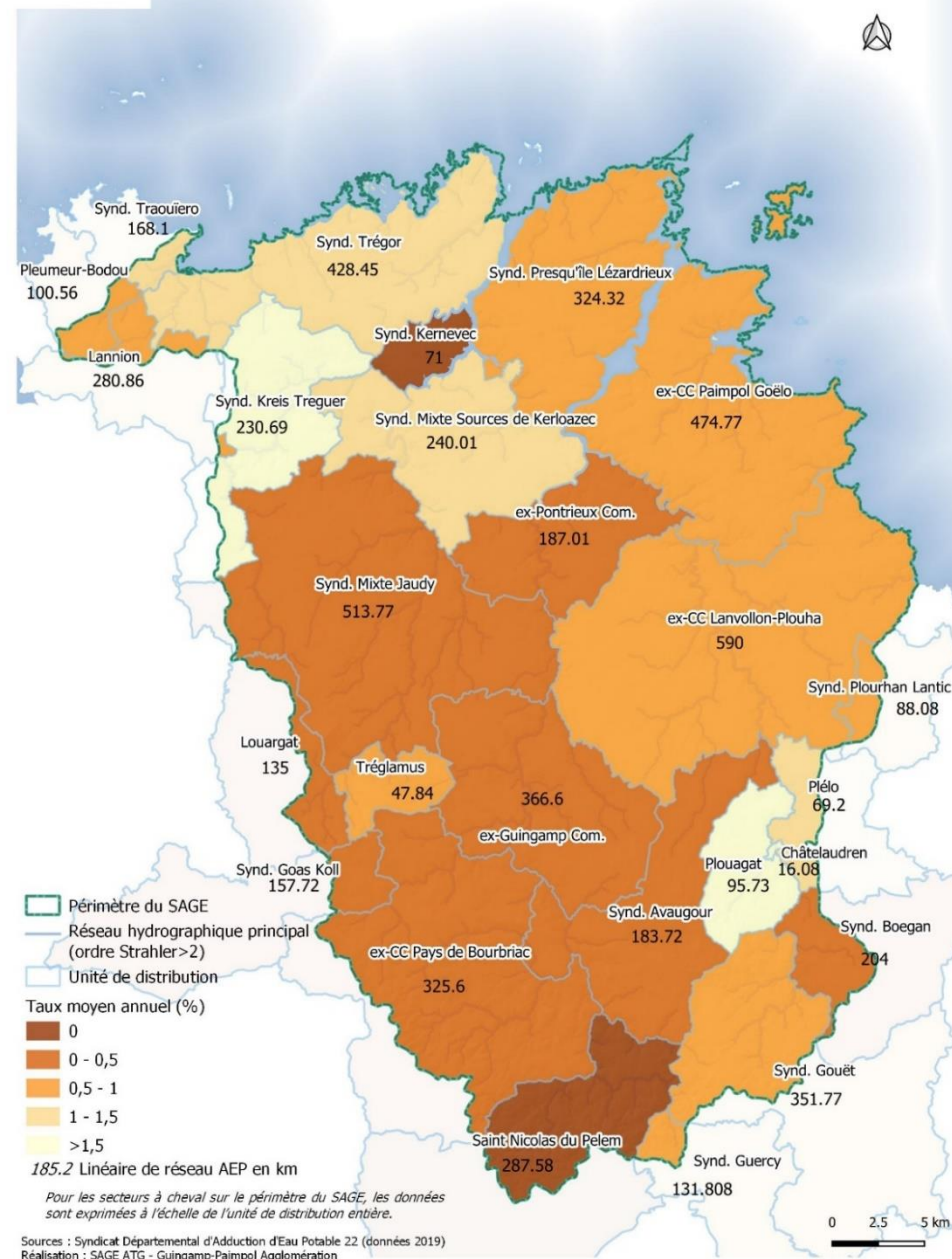 Synd. Traouïero
168.1
Pleumeur-Bodou
100.56
Synd. Trégor
428.45
Synd. Presqu'île Lézardrieux
324.32
Synd. Kernevec
71
Lannion
280.86
Synd. Kreis Treguer
230.69
Synd. Mixte Sources de Kerloazec
240.01
ex-CC Paimpol Goëlo
474.77
ex-Pontrieux Com.
187.01
Synd. Mixte Jaudy
513.77
ex-CC Lanvollon-Plouha
590
Synd. Plourhan Lantic
88.08
Louargat
135
Tréglamus
47.84
366.6
ex-Guingamp Com.
Plélo
69.2
Châtelaudren
16.08
Plouagat
95.73
Synd. Goas Koll
157.72
Synd. Avaugour
183.72
Synd. Boegan
204
ex-CC Pays de Bourbriac
325.6
Synd. Gouët
351.77
Saint Nicolas du Pelem
287.58
Synd. Guercy
131.808
Périmètre du SAGE
Réseau hydrographique principal
(ordre Strahler>2)
Unité de distribution
Taux moyen annuel (%)
0
0 - 0,5
0,5 - 1
1 - 1,5
>1,5
185.2 Linéaire de réseau AEP en km
Pour les secteurs à cheval sur le périmètre du SAGE, les données
sont exprimées à l'échelle de l'unité de distribution entière.
Sources : Syndicat Départemental d'Adduction d'Eau Potable 22 (données 2019)
Réalisation : SAGE ATG - Guingamp-Paimpol Agglomération
0 2.5 5 km